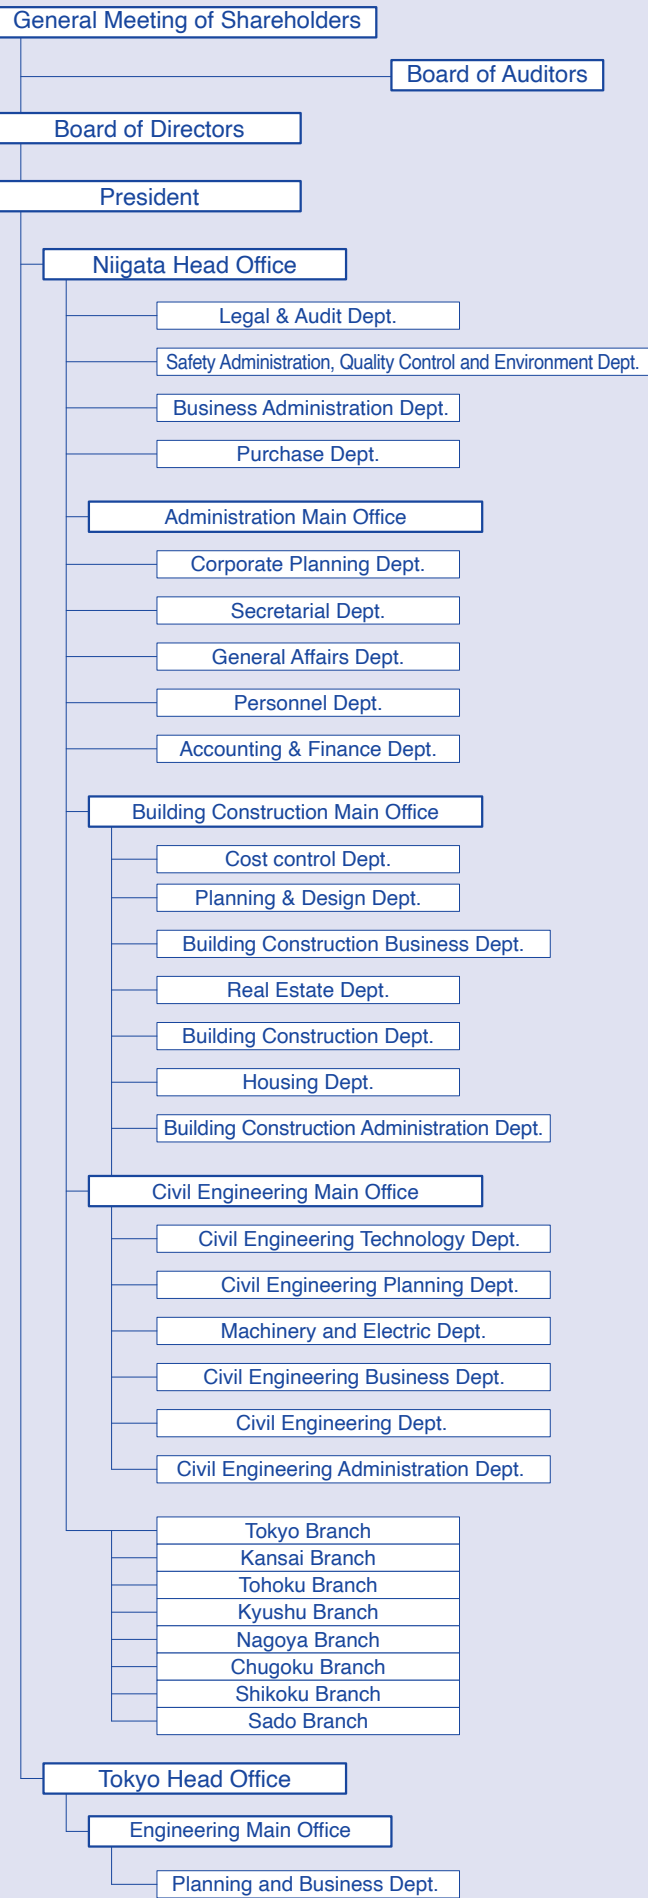 General Meeting of Shareholders
Board of Auditors
Board of Directors
President
Niigata Head Office
Legal & Audit Dept.
Safety Administration, Quality Control and Environment Dept.
Business Administration Dept.
Purchase Dept.
Administration Main Office
Corporate Planning Dept.
Secretarial Dept.
General Affairs Dept.
Personnel Dept.
Accounting & Finance Dept.
Building Construction Main Office
Cost control Dept.
Planning & Design Dept.
Building Construction Business Dept.
Real Estate Dept.
Building Construction Dept.
Housing Dept.
Building Construction Administration Dept.
Civil Engineering Main Office
Civil Engineering Technology Dept.
Civil Engineering Planning Dept.
Machinery and Electric Dept.
Civil Engineering Business Dept.
Civil Engineering Dept.
Civil Engineering Administration Dept.
Tokyo Branch
Kansai Branch
Tohoku Branch
Kyushu Branch
Nagoya Branch
Chugoku Branch
Shikoku Branch
Sado Branch
Tokyo Head Office
Engineering Main Office
Planning and Business Dept.